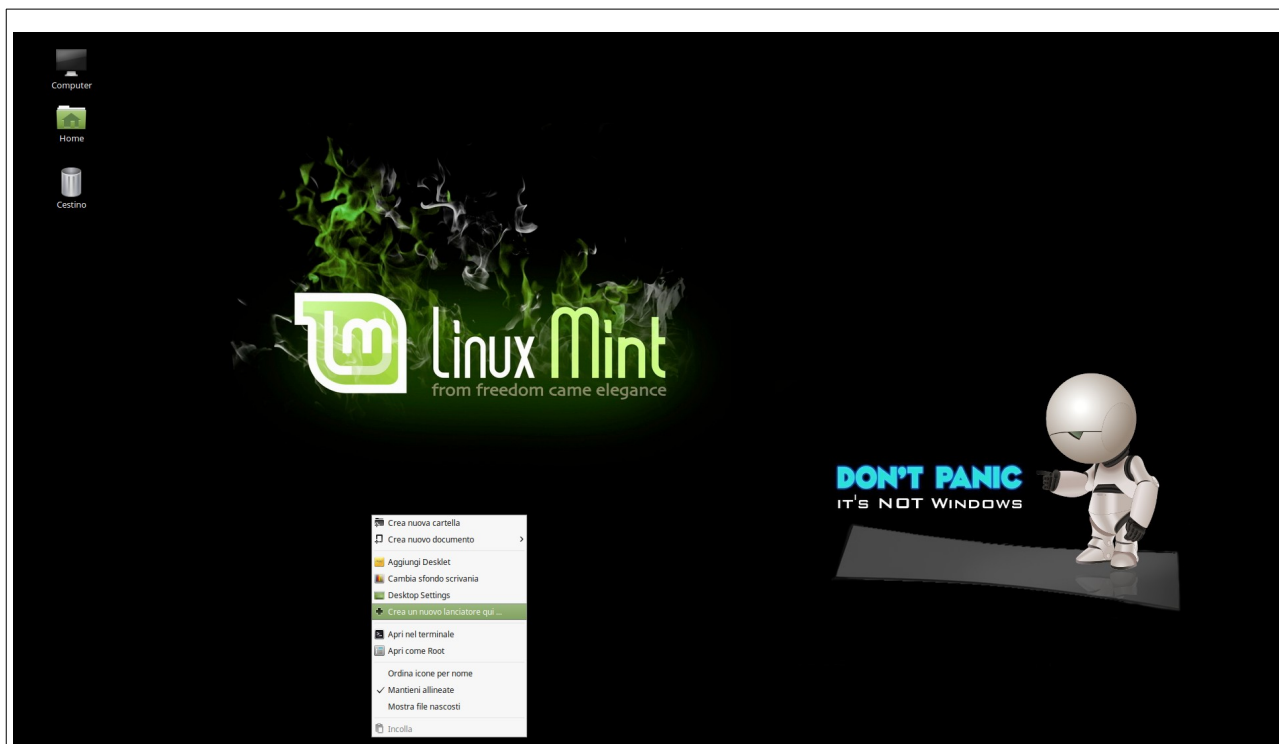 Computer
Home
Cestino
lm
Linux Mint
from freedom came elegance
DON'T PANIC
IT'S NOT WINDOWS
Crea nuova cartella
Crea nuovo documento
Aggiungi Desklet
Cambia sfondo scrivania
Desktop Settings
Crea un nuovo lanciatore qui ...
Apri nel terminale
Apri come Root
Ordina icone per nome
Mantieni allineate
Mostra file nascosti
Incolla